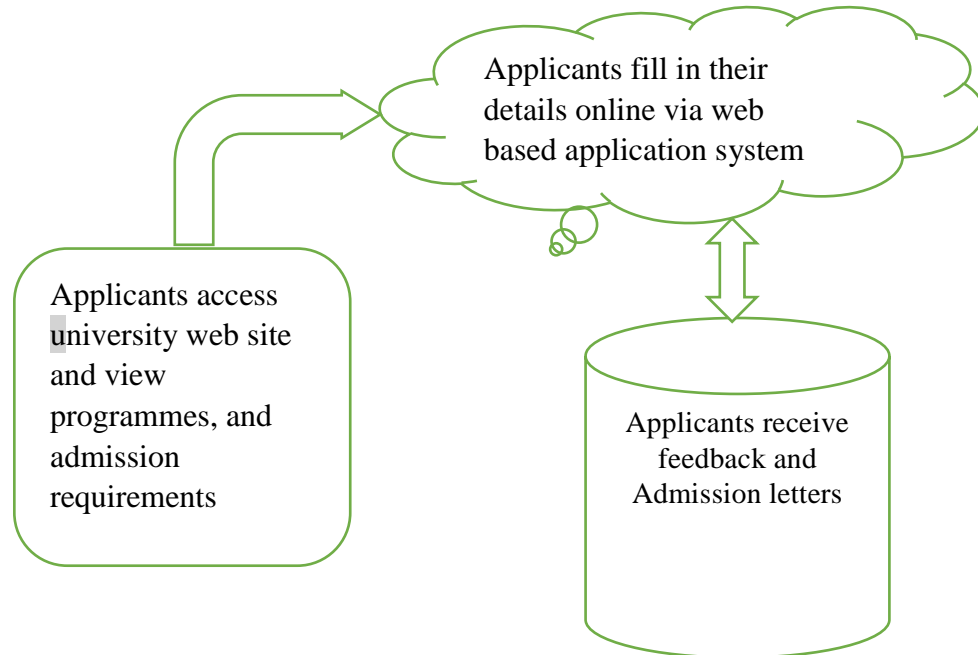 Applicants fill in their
details online via web
based application system
Applicants access
university web site
and view
programmes, and
admission
requirements
Applicants receive
feedback and
Admission letters